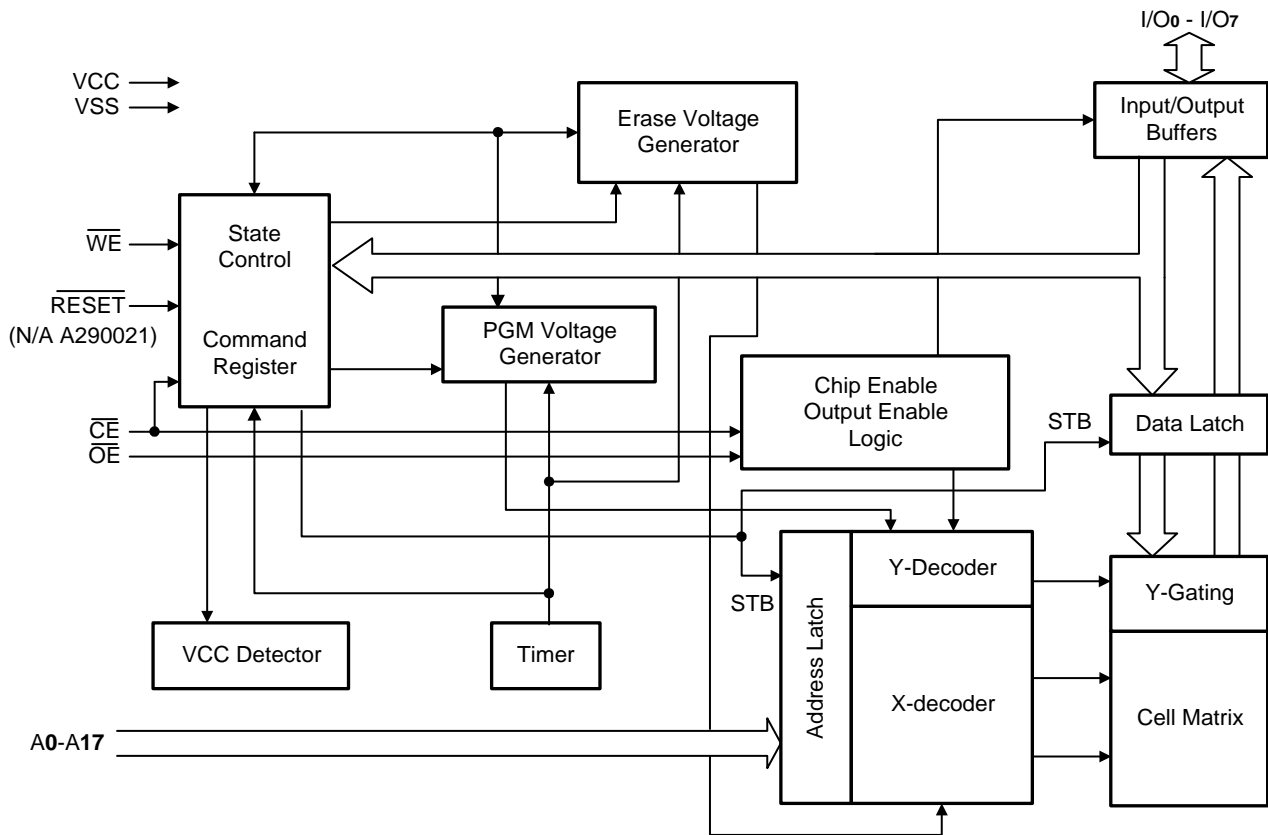 I/O0 - I/O7
VCC
VSS
Erase Voltage
Generator
Input/Output
Buffers
State
Control
WE
RESET
(N/A A290021)
Command
Register
PGM Voltage
Generator
Chip Enable
Output Enable
Logic
CE
OE
STB
Data Latch
Y-Decoder
Y-Gating
STB
Address Latch
VCC Detector
Timer
X-decoder
Cell Matrix
A0-A17